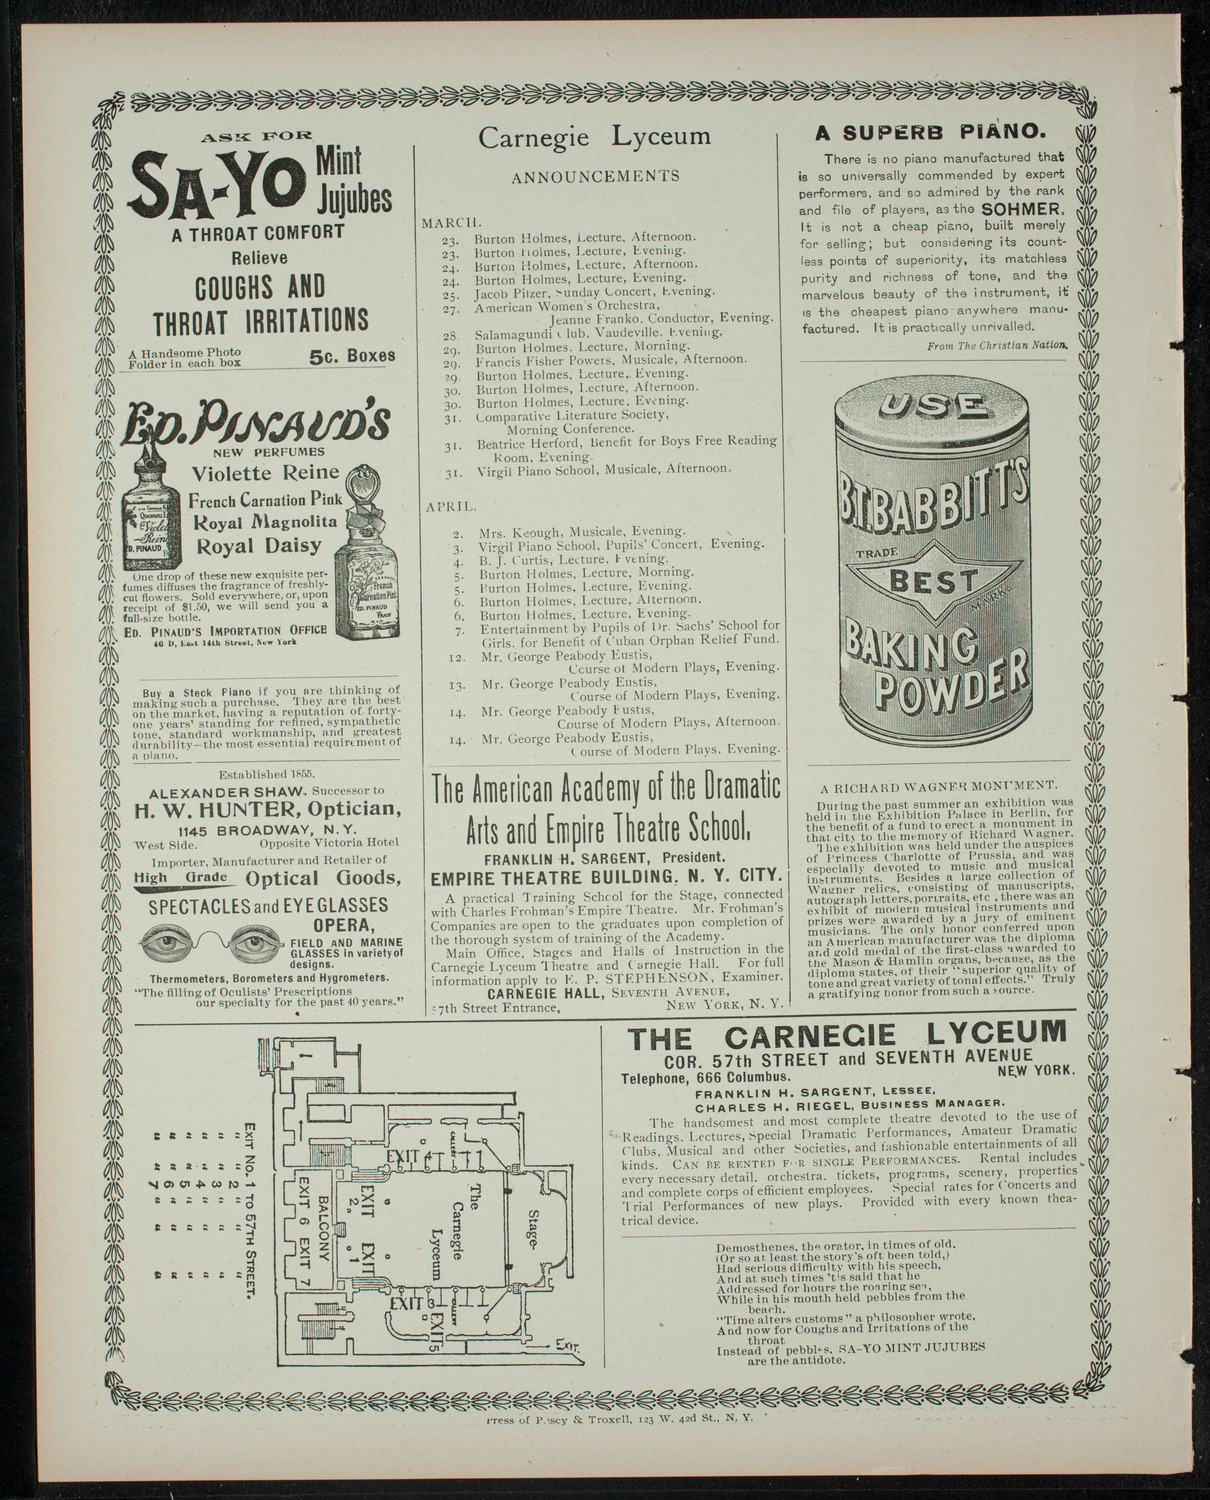 ASK FOR
SA-YO Mint Jujubes
A THROAT COMFORT
Relieve
COUGHS AND
THROAT IRRITATIONS
A Handsome Photo
Folder in each box
5c. Boxes
ED. PINAUD'S
NEW PERFUMES
Violette Reine
French Carnation Pink
Royal Magnolita
Royal Daisy
One drop of these new exquisite per-
fumes diffuses the fragrance of freshly-
cut flowers. Sold everywhere, or, upon
receipt of $1.50, we will send you a
full-size bottle.
ED. PINAUD'S IMPORTATION OFFICE
46 D, East 14th Street, New York
Buy a Steck Piano if you are thinking of
making such a purchase. They are the best
on the market, having a reputation of forty-
one years' standing for refined, sympathetic
tone, standard workmanship, and greatest
durability—the most essential requirement of
a piano.
Established 1855.
ALEXANDER SHAW, Successor to
H. W. HUNTER, Optician,
1145 BROADWAY, N. Y.
West Side. Opposite Victoria Hotel
Importer, Manufacturer and Retailer of
High Grade Optical Goods,
SPECTACLES and EYEGLASSES
OPERA,
FIELD AND MARINE
GLASSES in variety of
designs.
Thermometers, Borometers and Hygrometers.
"The filling of Oculists' Prescriptions
our specialty for the past 40 years."
Carnegie Lyceum
ANNOUNCEMENTS
MARCH.
23. Burton Holmes, Lecture, Afternoon.
23. Burton Holmes, Lecture, Evening.
24. Burton Holmes, Lecture, Afternoon.
24. Burton Holmes, Lecture, Evening.
25. Jacob Pilzer, Sunday Concert, Evening.
27. American Women's Orchestra,
Jeanne Franko, Conductor, Evening.
28. Salamagundi Club, Vaudeville, Evening.
29. Burton Holmes, Lecture, Morning.
29. Francis Fisher Powers, Musicale, Afternoon.
29. Burton Holmes, Lecture, Evening.
30. Burton Holmes, Lecture, Afternoon.
30. Burton Holmes, Lecture, Evening.
31. Comparative Literature Society,
Morning Conference.
31. Beatrice Herford, Benefit for Boys Free Reading
Room, Evening.
31. Virgil Piano School, Musicale, Afternoon.
APRIL.
2. Mrs. Keough, Musicale, Evening.
3. Virgil Piano School, Pupils' Concert, Evening.
4. B. J. Curtis, Lecture, Evening.
5. Burton Holmes, Lecture, Morning.
5. Burton Holmes, Lecture, Evening.
6. Burton Holmes, Lecture, Afternoon.
6. Burton Holmes, Lecture, Evening.
7. Entertainment by Pupils of Dr. Sachs' School for
Girls, for Benefit of Cuban Orphan Relief Fund.
12. Mr. George Peabody Eustis,
Course of Modern Plays, Evening.
13. Mr. George Peabody Eustis,
Course of Modern Plays, Evening.
14. Mr. George Peabody Eustis,
Course of Modern Plays, Afternoon.
14. Mr. George Peabody Eustis,
Course of Modern Plays, Evening.
The American Academy of the Dramatic
Arts and Empire Theatre School,
FRANKLIN H. SARGENT, President.
EMPIRE THEATRE BUILDING, N. Y. CITY.
A practical Training School for the Stage, connected
with Charles Frohman's Empire Theatre. Mr. Frohman's
Companies are open to the graduates upon completion of
the thorough system of training of the Academy.
Main Office, Stages and Halls of Instruction in the
Carnegie Lyceum Theatre and Carnegie Hall. For full
information apply to E. P. STEPHENSON, Examiner.
CARNEGIE HALL, SEVENTH AVENUE,
57th Street Entrance, NEW YORK, N. Y.
A SUPERB PIANO.
There is no piano manufactured that
is so universally commended by expert
performers, and so admired by the rank
and file of players, as the SOHMER.
It is not a cheap piano, built merely
for selling; but considering its count-
less points of superiority, its matchless
purity and richness of tone, and the
marvelous beauty of the instrument, it
is the cheapest piano anywhere manu-
factured. It is practically unrivalled.
From The Christian Nation.
USE
B.T. BABBITT'S
TRADE
BEST
MARK
BAKING
POWDER
A RICHARD WAGNER MONUMENT.
During the past summer an exhibition was
held in the Exhibition Palace in Berlin, for
the benefit of a fund to erect a monument in
that city to the memory of Richard Wagner.
The exhibition was held under the auspices
of Princess Charlotte of Prussia, and was
especially devoted to music and musical
instruments. Besides a large collection of
Wagner relics, consisting of manuscripts,
autograph letters, portraits, etc., there was an
exhibit of modern musical instruments and
prizes were awarded by a jury of eminent
musicians. The only honor conferred upon
an American manufacturer was the diploma
and gold medal of the first-class awarded to
the Mason & Hamlin organs, because, as the
diploma states, of their "superior quality of
tone and great variety of tonal effects." Truly
a gratifying honor from such a source.
EXIT No. 1 TO 57TH STREET.
" " 2 " " "
" " 3 " " "
" " 4 " " "
" " 5 " " "
" " 6 " " "
" " 7 " " "
BALCONY
EXIT 6 EXIT 7
EXIT 2
EXIT 1
EXIT 4
GALLERY
The
Carnegie
Lyceum
Stage
EXIT 3
GALLERY
EXIT 5
EXIT.
THE CARNEGIE LYCEUM
COR. 57th STREET and SEVENTH AVENUE
Telephone, 666 Columbus. NEW YORK.
FRANKLIN H. SARGENT, LESSEE,
CHARLES H. RIEGEL, BUSINESS MANAGER.
The handsomest and most complete theatre devoted to the use of
Readings, Lectures, Special Dramatic Performances, Amateur Dramatic
Clubs, Musical and other Societies, and fashionable entertainments of all
kinds. CAN BE RENTED FOR SINGLE PERFORMANCES. Rental includes
every necessary detail, orchestra, tickets, programs, scenery, properties
and complete corps of efficient employees. Special rates for Concerts and
Trial Performances of new plays. Provided with every known thea-
trical device.
Demosthenes, the orator, in times of old,
(Or so at least the story's oft been told,)
Had serious difficulty with his speech,
And at such times 'tis said that he
Addressed for hours the roaring sea,
While in his mouth held pebbles from the
beach.
"Time alters customs" a philosopher wrote,
And now for Coughs and Irritations of the
throat
Instead of pebbles, SA-YO MINT JUJUBES
are the antidote.
Press of Pusey & Troxell, 123 W. 42d St., N. Y.